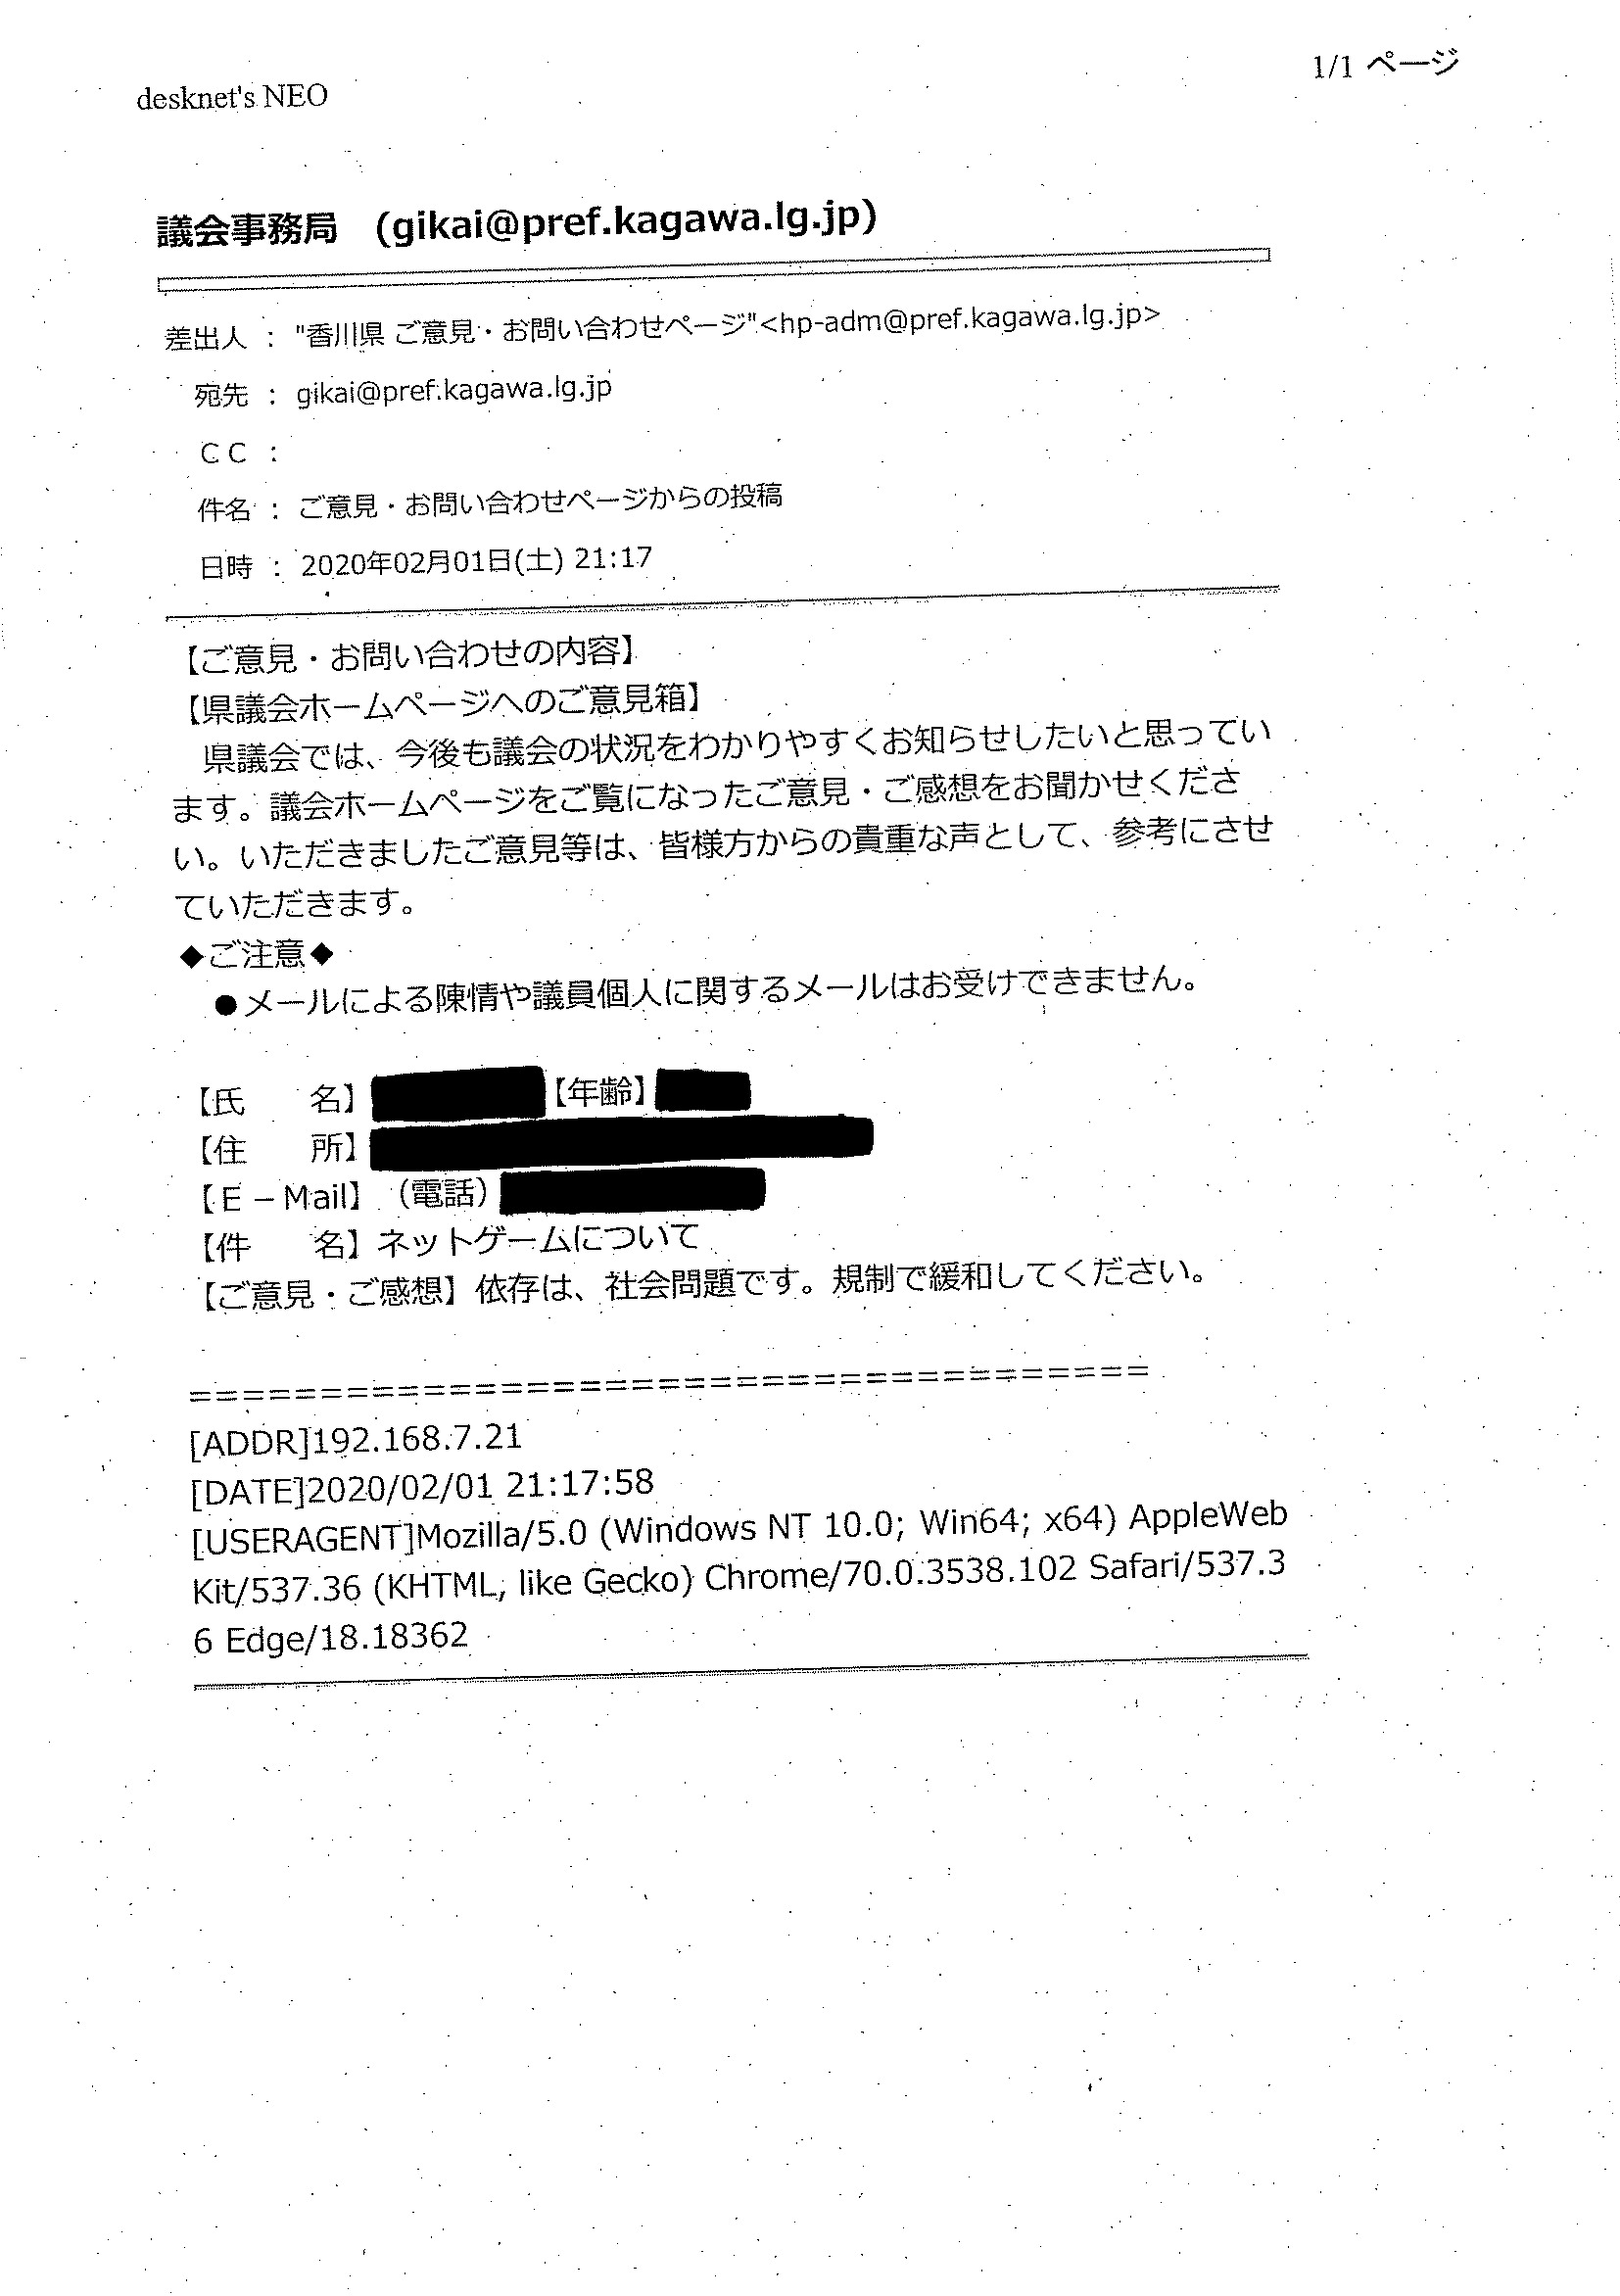 desknet's NEO
1/1 ページ
議会事務局 (gikai@pref.kagawa.lg.jp)
差出人 : "香川県 ご意見・お問い合わせページ"<hp-adm@pref.kagawa.lg.jp>
宛先 : gikai@pref.kagawa.lg.jp
CC :
件名 : ご意見・お問い合わせページからの投稿
日時 : 2020年02月01日(土) 21:17
【ご意見・お問い合わせの内容】
【県議会ホームページへのご意見箱】
県議会では、今後も議会の状況をわかりやすくお知らせしたいと思ってい
ます。議会ホームページをご覧になったご意見・ご感想をお聞かせくださ
い。いただきましたご意見等は、皆様方からの貴重な声として、参考にさせ
ていただきます。
◆ご注意◆
●メールによる陳情や議員個人に関するメールはお受けできません。
【氏　　名】【年齢】
【住　　所】
【E－Mail】（電話）
【件　　名】ネットゲームについて
【ご意見・ご感想】依存は、社会問題です。規制で緩和してください。
=====================================
[ADDR]192.168.7.21
[DATE]2020/02/01 21:17:58
[USERAGENT]Mozilla/5.0 (Windows NT 10.0; Win64; x64) AppleWeb
Kit/537.36 (KHTML, like Gecko) Chrome/70.0.3538.102 Safari/537.3
6 Edge/18.18362